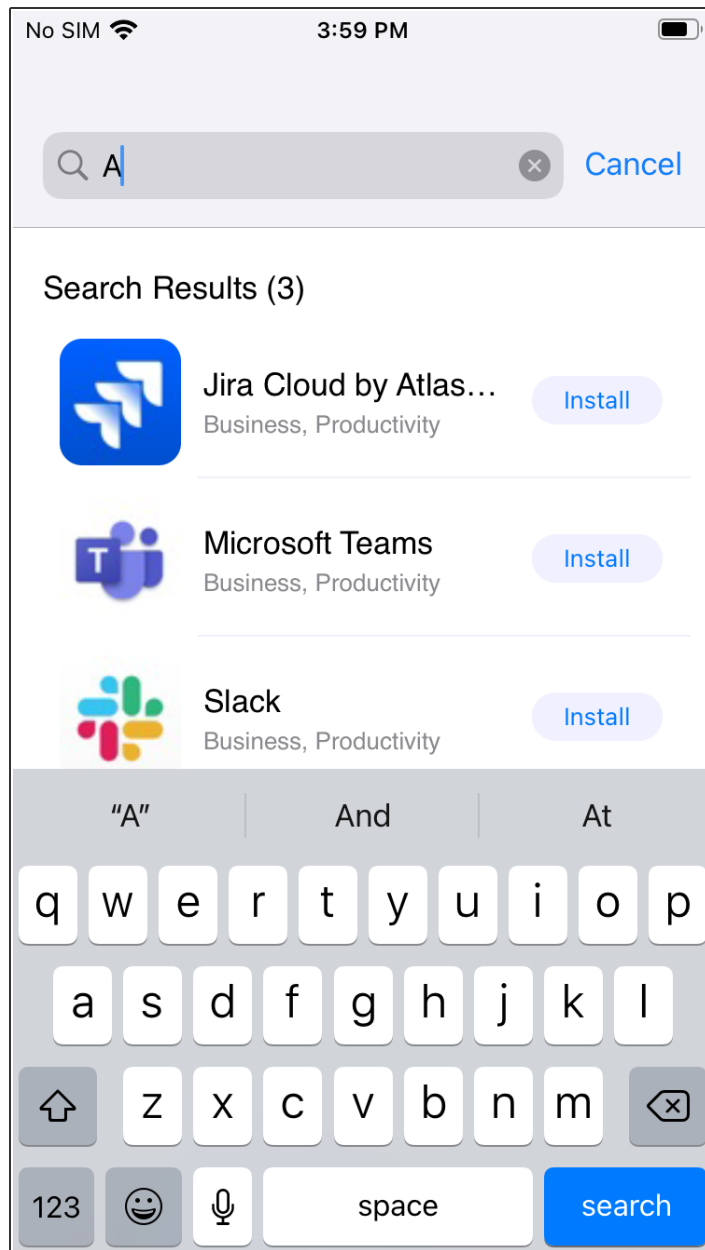 No SIM 3:59 PM
A Cancel
Search Results (3)
Jira Cloud by Atlas...
Business, Productivity
Install
T
Microsoft Teams
Business, Productivity
Install
Slack
Business, Productivity
Install
“A” And At
q w e r t y u i o p
a s d f g h j k l
z x c v b n m
123 space search